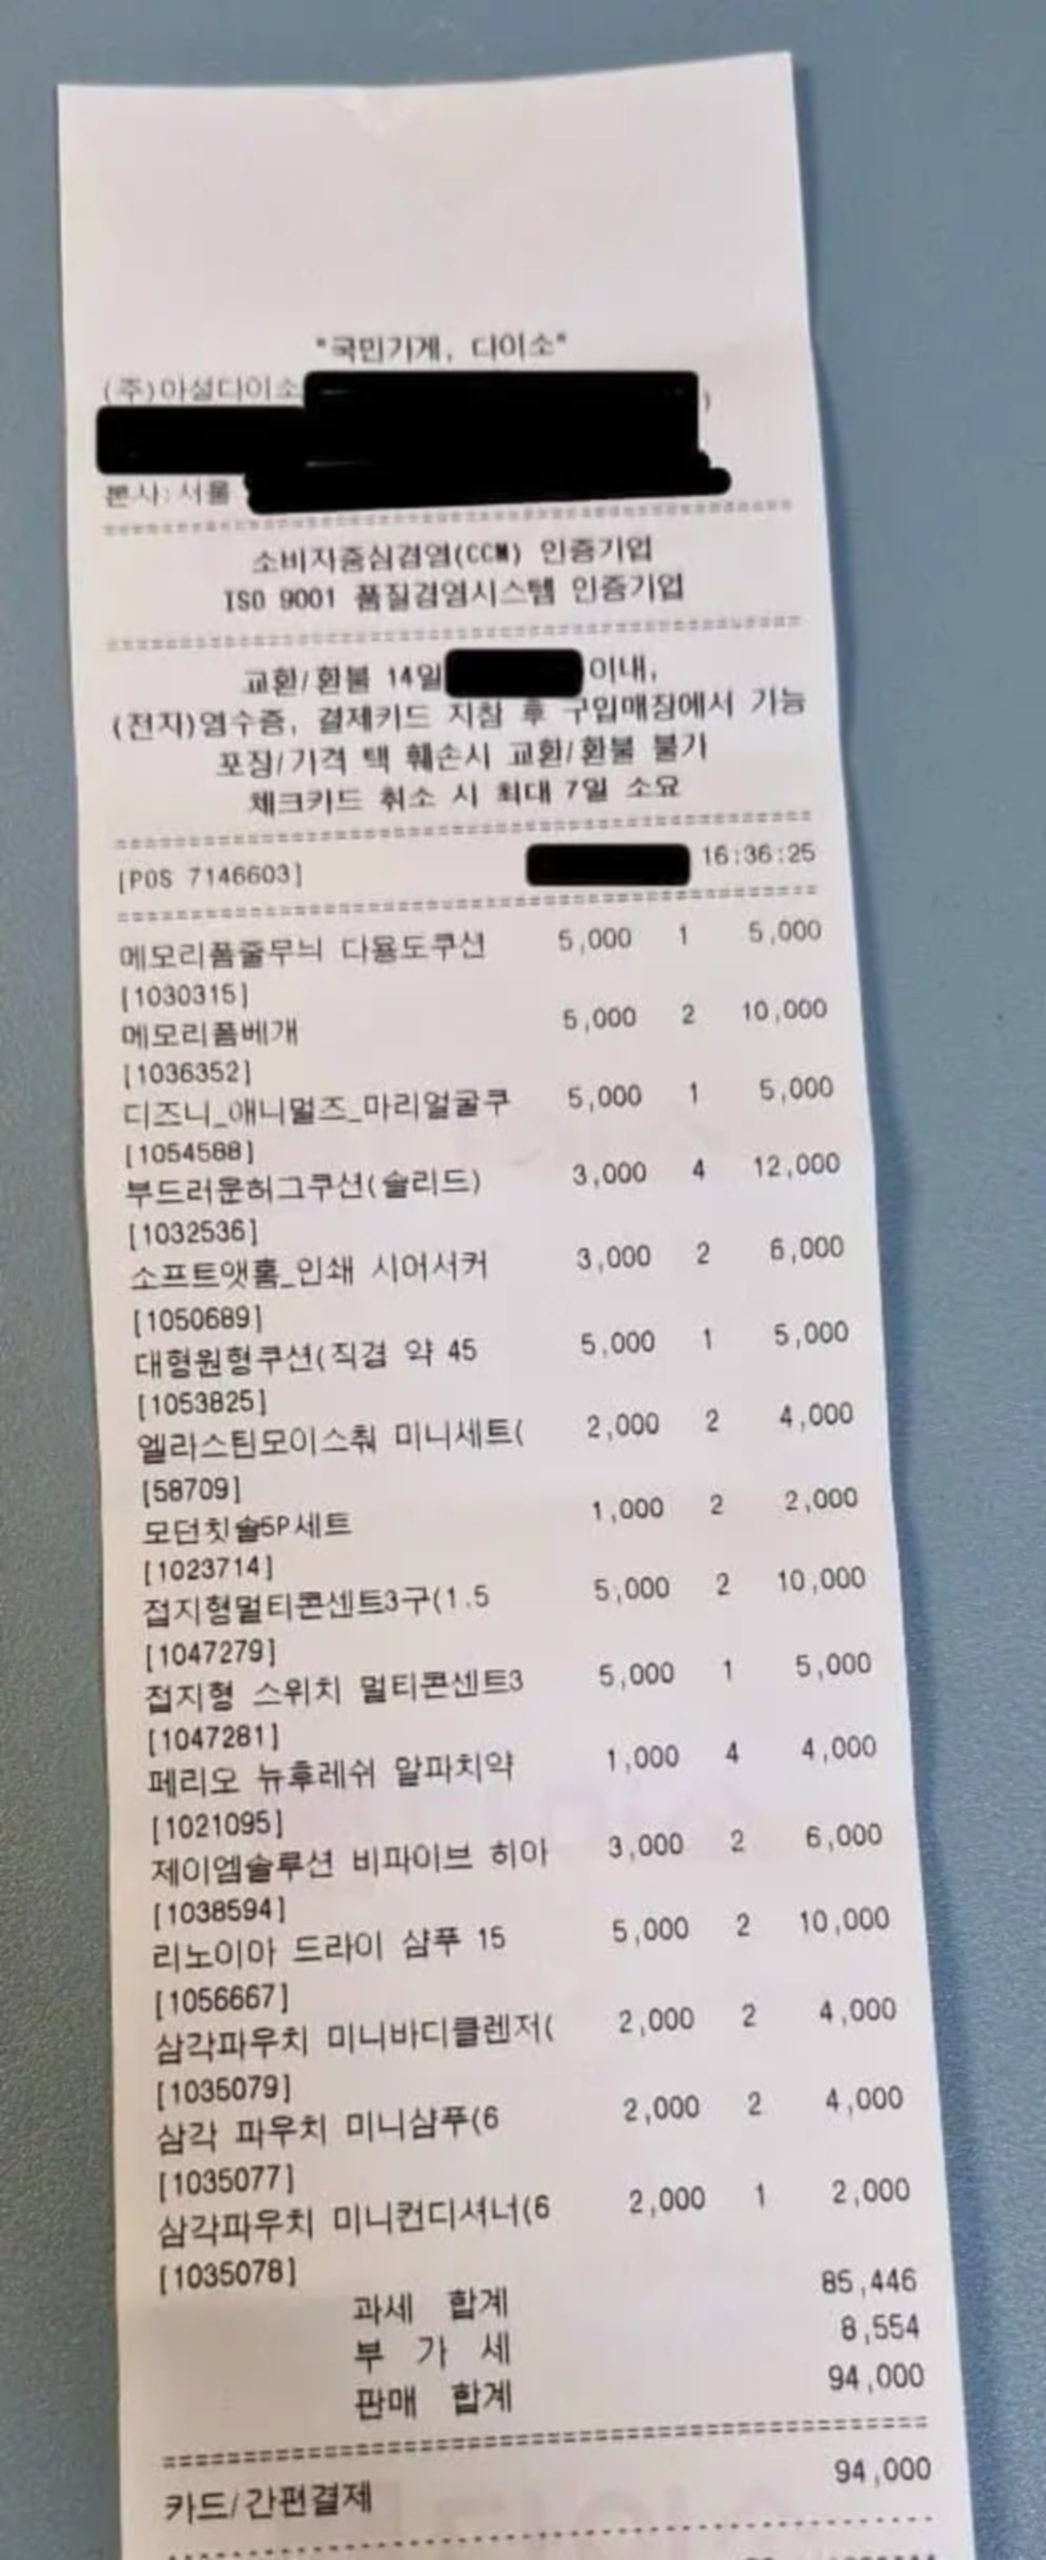 "국민가게, 다이소"
(주)아성다이소 )
본사:서울
소비자중심경영(CCM) 인증기업
ISO 9001 품질경영시스템 인증기업
교환/환불 14일 이내,
(전자)영수증, 결제카드 지참 후 구입매장에서 가능
포장/가격 택 훼손시 교환/환불 불가
체크카드 취소 시 최대 7일 소요
[POS 7146603] 16:36:25
메모리폼줄무늬 다용도쿠션 5,000 1 5,000
[1030315]
메모리폼베개 5,000 2 10,000
[1036352]
디즈니_애니멀즈_마리얼굴쿠 5,000 1 5,000
[1054588]
부드러운허그쿠션(솔리드) 3,000 4 12,000
[1032536]
소프트앳홈_인쇄 시어서커 3,000 2 6,000
[1050689]
대형원형쿠션(직경 약 45 5,000 1 5,000
[1053825]
엘라스틴모이스춰 미니세트( 2,000 2 4,000
[58709]
모던칫솔5P세트 1,000 2 2,000
[1023714]
접지형멀티콘센트3구(1.5 5,000 2 10,000
[1047279]
접지형 스위치 멀티콘센트3 5,000 1 5,000
[1047281]
페리오 뉴후레쉬 알파치약 1,000 4 4,000
[1021095]
제이엠솔루션 비파이브 히아 3,000 2 6,000
[1038594]
리노이아 드라이 샴푸 15 5,000 2 10,000
[1056667]
삼각파우치 미니바디클렌저( 2,000 2 4,000
[1035079]
삼각 파우치 미니샴푸(6 2,000 2 4,000
[1035077]
삼각파우치 미니컨디셔너(6 2,000 1 2,000
[1035078]
과세 합계 85,446
부 가 세 8,554
판매 합계 94,000
카드/간편결제 94,000